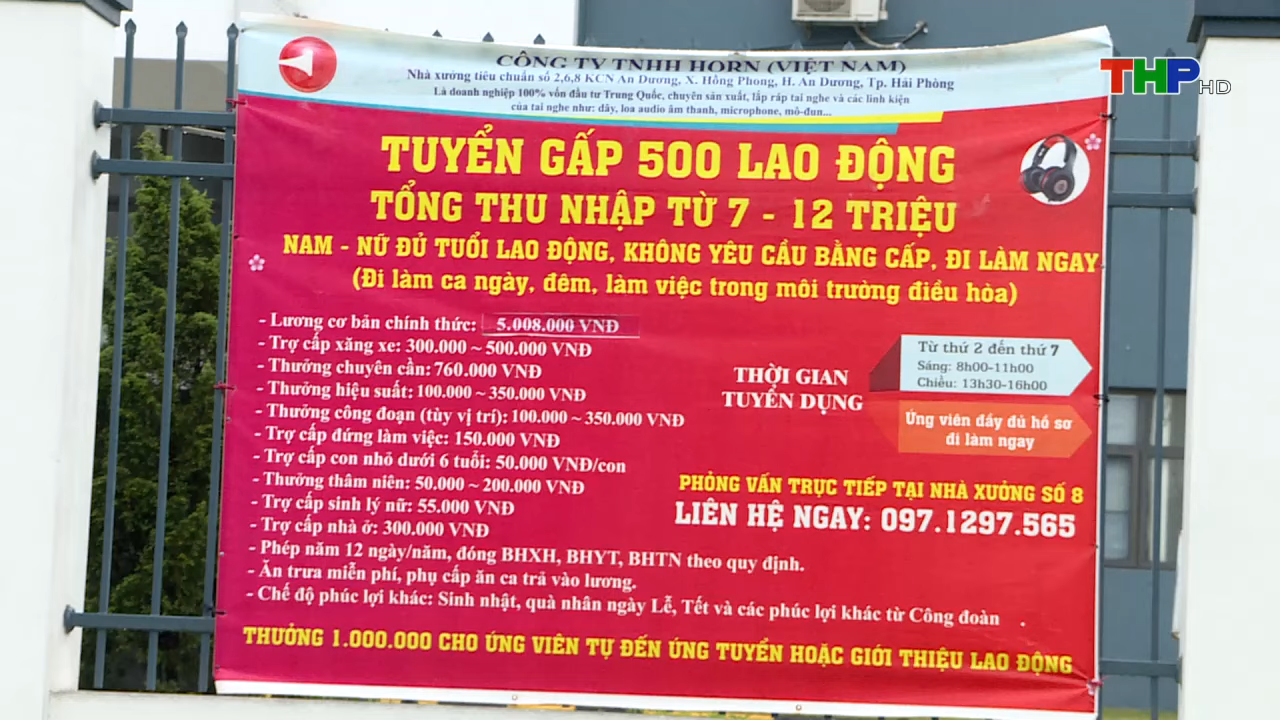 CÔNG TY TNHH HORN (VIỆT NAM)
Nhà xưởng tiêu chuẩn số 2,6,8 KCN An Dương, X. Hồng Phong, H. An Dương, Tp. Hải Phòng
Là doanh nghiệp 100% vốn đầu tư Trung Quốc, chuyên sản xuất, lắp ráp tai nghe và các linh kiện
của tai nghe như: dây, loa audio âm thanh, microphone, mô-đun...
THPHD
TUYỂN GẤP 500 LAO ĐỘNG
TỔNG THU NHẬP TỪ 7 - 12 TRIỆU
NAM - NỮ ĐỦ TUỔI LAO ĐỘNG, KHÔNG YÊU CẦU BẰNG CẤP, ĐI LÀM NGAY
(Đi làm ca ngày, đêm, làm việc trong môi trường điều hòa)
- Lương cơ bản chính thức: 5.008.000 VNĐ
- Trợ cấp xăng xe: 300.000 ~ 500.000 VNĐ
- Thưởng chuyên cần: 760.000 VNĐ
- Thưởng hiệu suất: 100.000 ~ 350.000 VNĐ
- Thưởng công đoạn (tùy vị trí): 100.000 ~ 350.000 VNĐ
- Trợ cấp đứng làm việc: 150.000 VNĐ
- Trợ cấp con nhỏ dưới 6 tuổi: 50.000 VNĐ/con
- Thưởng thâm niên: 50.000 ~ 200.000 VNĐ
- Trợ cấp sinh lý nữ: 55.000 VNĐ
- Trợ cấp nhà ở: 300.000 VNĐ
- Phép năm 12 ngày/năm, đóng BHXH, BHYT, BHTN theo quy định.
- Ăn trưa miễn phí, phụ cấp ăn ca trả vào lương.
- Chế độ phúc lợi khác: Sinh nhật, quà nhân ngày Lễ, Tết và các phúc lợi khác từ Công đoàn .
THỜI GIAN
TUYỂN DỤNG
Từ thứ 2 đến thứ 7
Sáng: 8h00-11h00
Chiều: 13h30-16h00
Ứng viên đầy đủ hồ sơ
đi làm ngay
PHỎNG VẤN TRỰC TIẾP TẠI NHÀ XƯỞNG SỐ 8
LIÊN HỆ NGAY: 097.1297.565
THƯỞNG 1.000.000 CHO ỨNG VIÊN TỰ ĐẾN ỨNG TUYỂN HOẶC GIỚI THIỆU LAO ĐỘNG